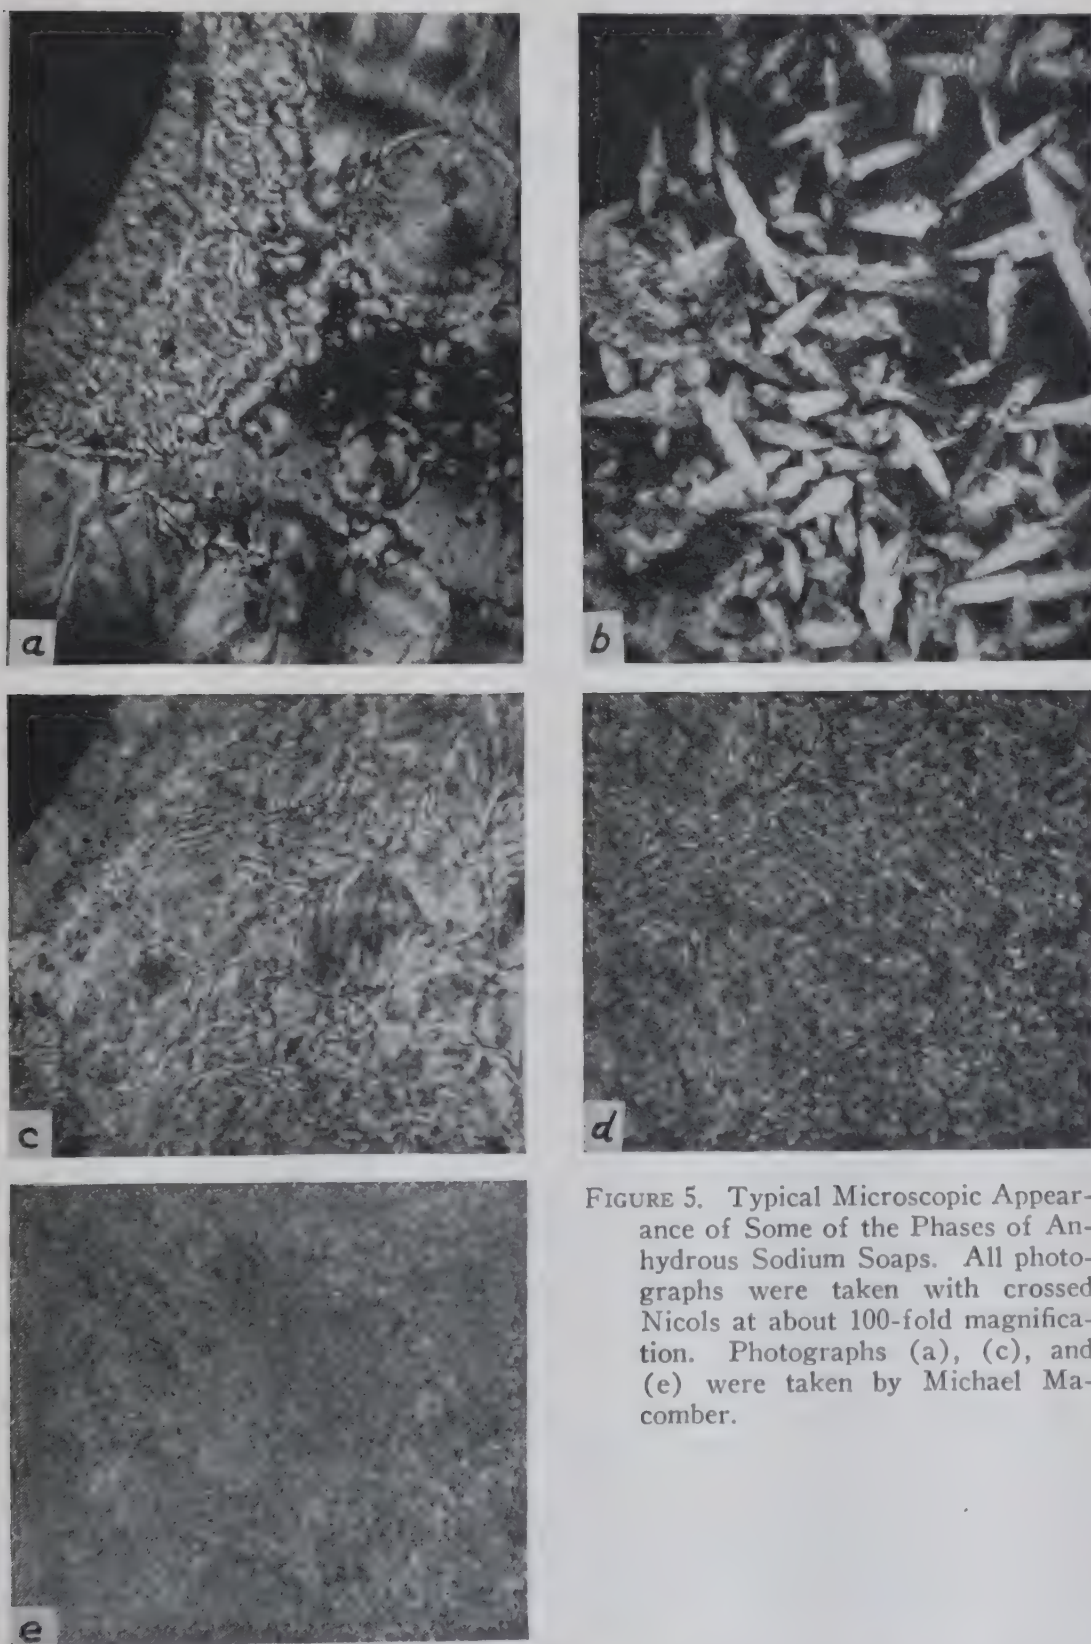 a
b
c
d
FIGURE 5. Typical Microscopic Appear-
ance of Some of the Phases of An-
hydrous Sodium Soaps. All photo-
graphs were taken with crossed
Nicols at about 100-fold magnifica-
tion. Photographs (a), (c), and
(e) were taken by Michael Ma-
comber.
e